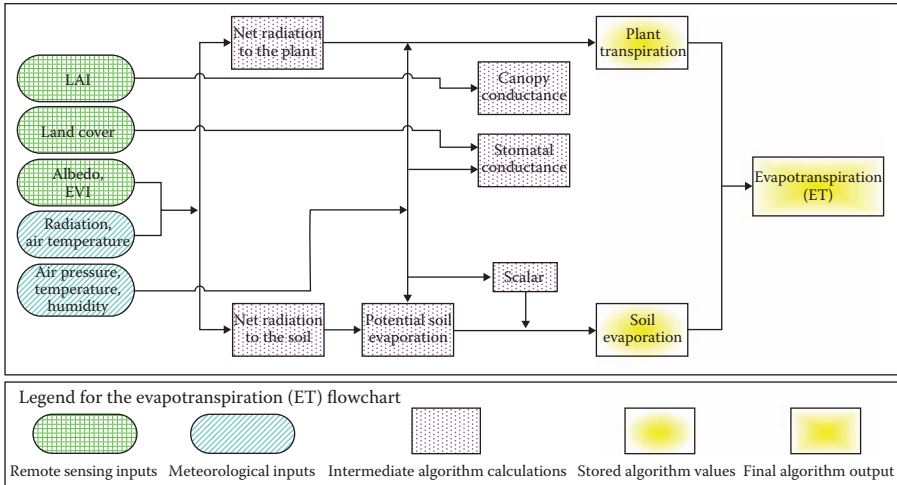 Net radiation
to the plant
Plant
transpiration
LAI
Canopy
conductance
Land cover
Stomatal
conductance
Albedo,
EVI
Evapotranspiration
(ET)
Radiation,
air temperature
Air pressure,
temperature,
humidity
Scalar
Net radiation
to the soil
Potential soil
evaporation
Soil
evaporation
Legend for the evapotranspiration (ET) flowchart
Remote sensing inputs
Meteorological inputs
Intermediate algorithm calculations
Stored algorithm values
Final algorithm output